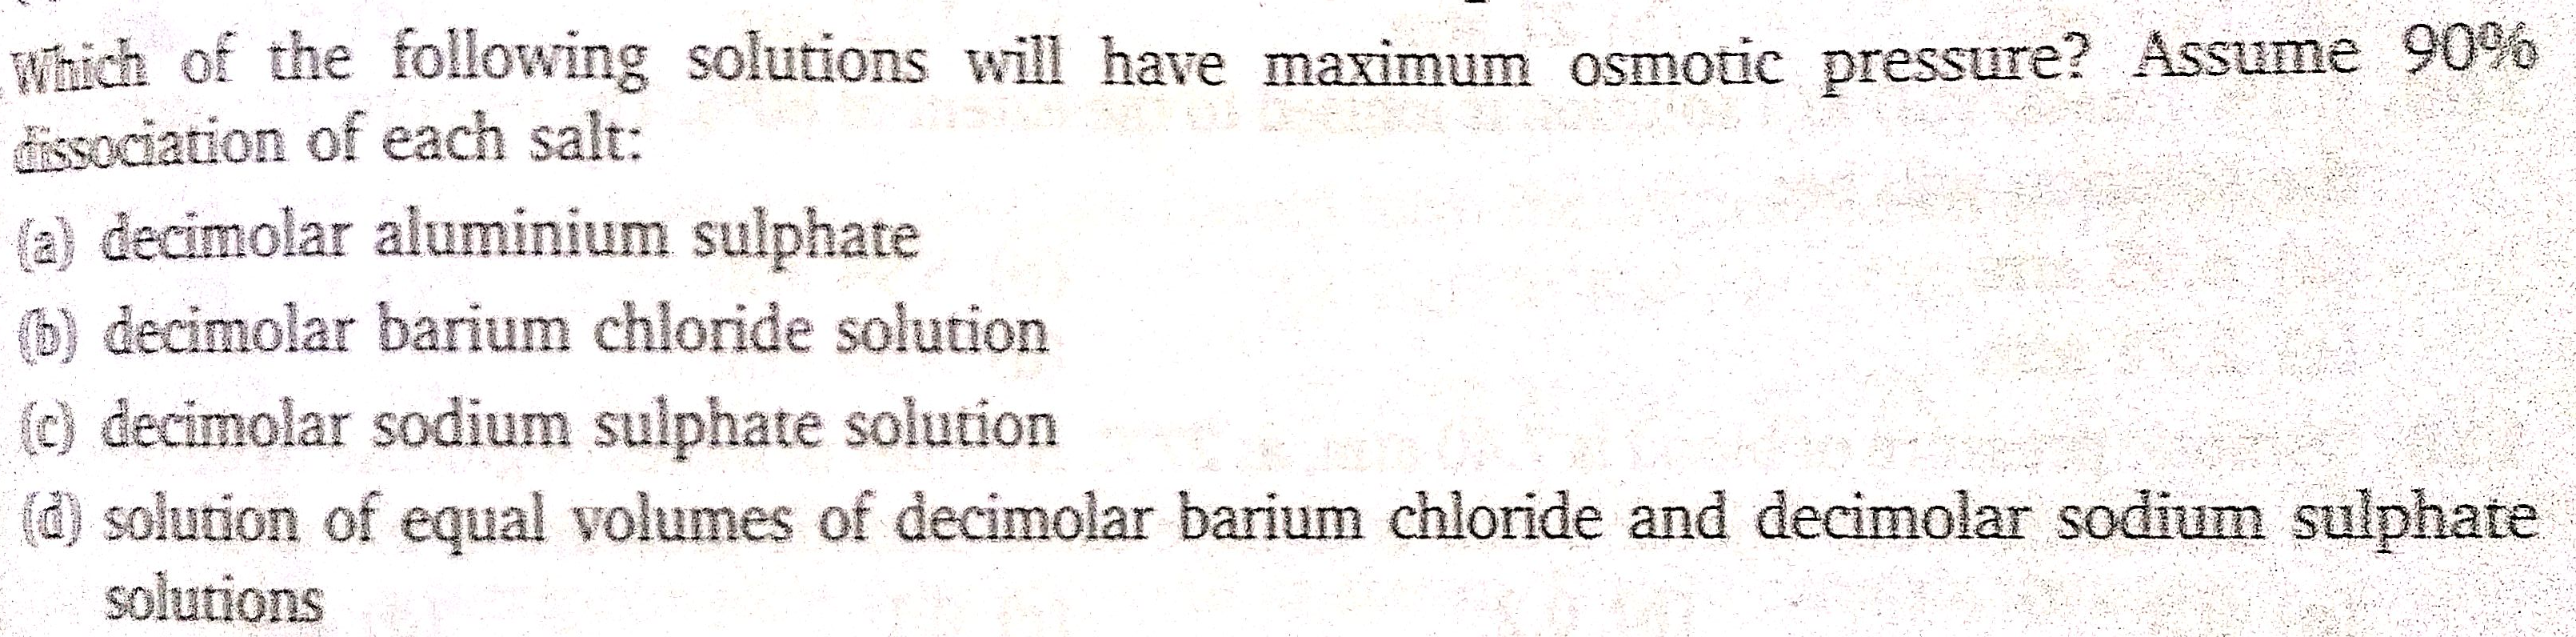 Which of the following solutions will have maximum osmotic pressure? Assume 90%
dissociation of each salt:
(a) decimolar aluminium sulphate
(b) decimolar barium chloride solution
(c) decimolar sodium sulphate solution
(d) solution of equal volumes of decimolar barium chloride and decimolar sodium sulphate
solutions